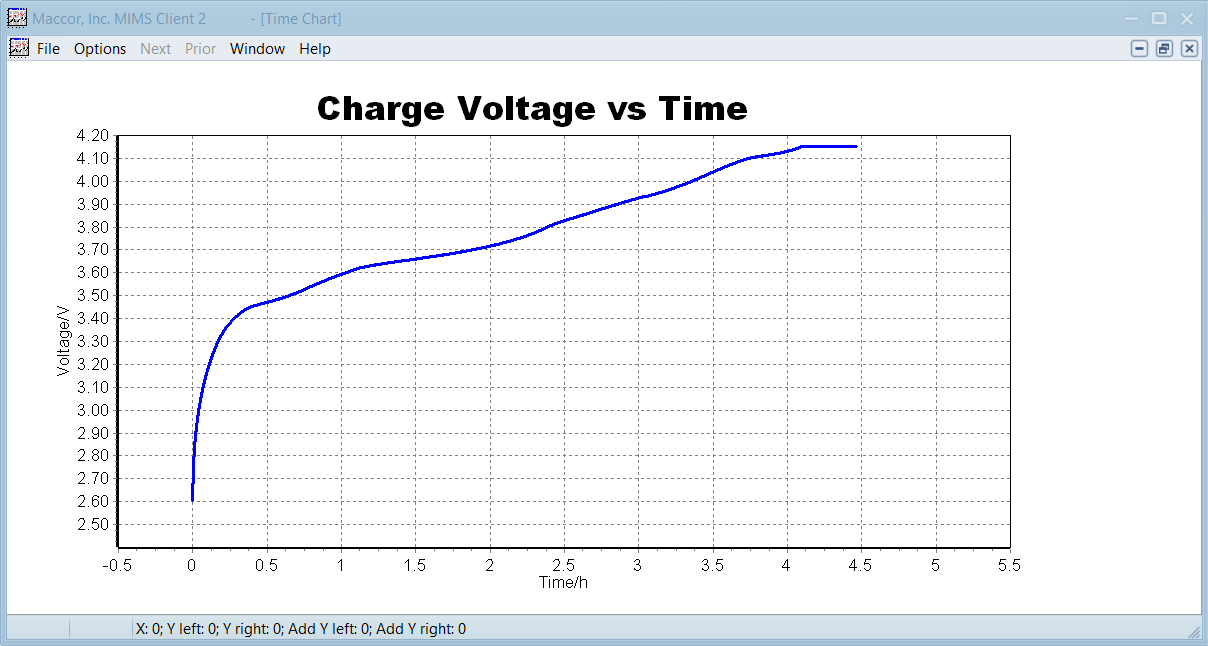 Maccor, Inc. MIMS Client 2 - [Time Chart]
File Options Next Prior Window Help
Charge Voltage vs Time
4.20
4.10
4.00
3.90
3.80
3.70
3.60
3.50
3.40
3.30
3.20
3.10
3.00
2.90
2.80
2.70
2.60
2.50
Voltage/V
-0.5 0 0.5 1 1.5 2 2.5 3 3.5 4 4.5 5 5.5
Time/h
X: 0; Y left: 0; Y right: 0; Add Y left: 0; Add Y right: 0